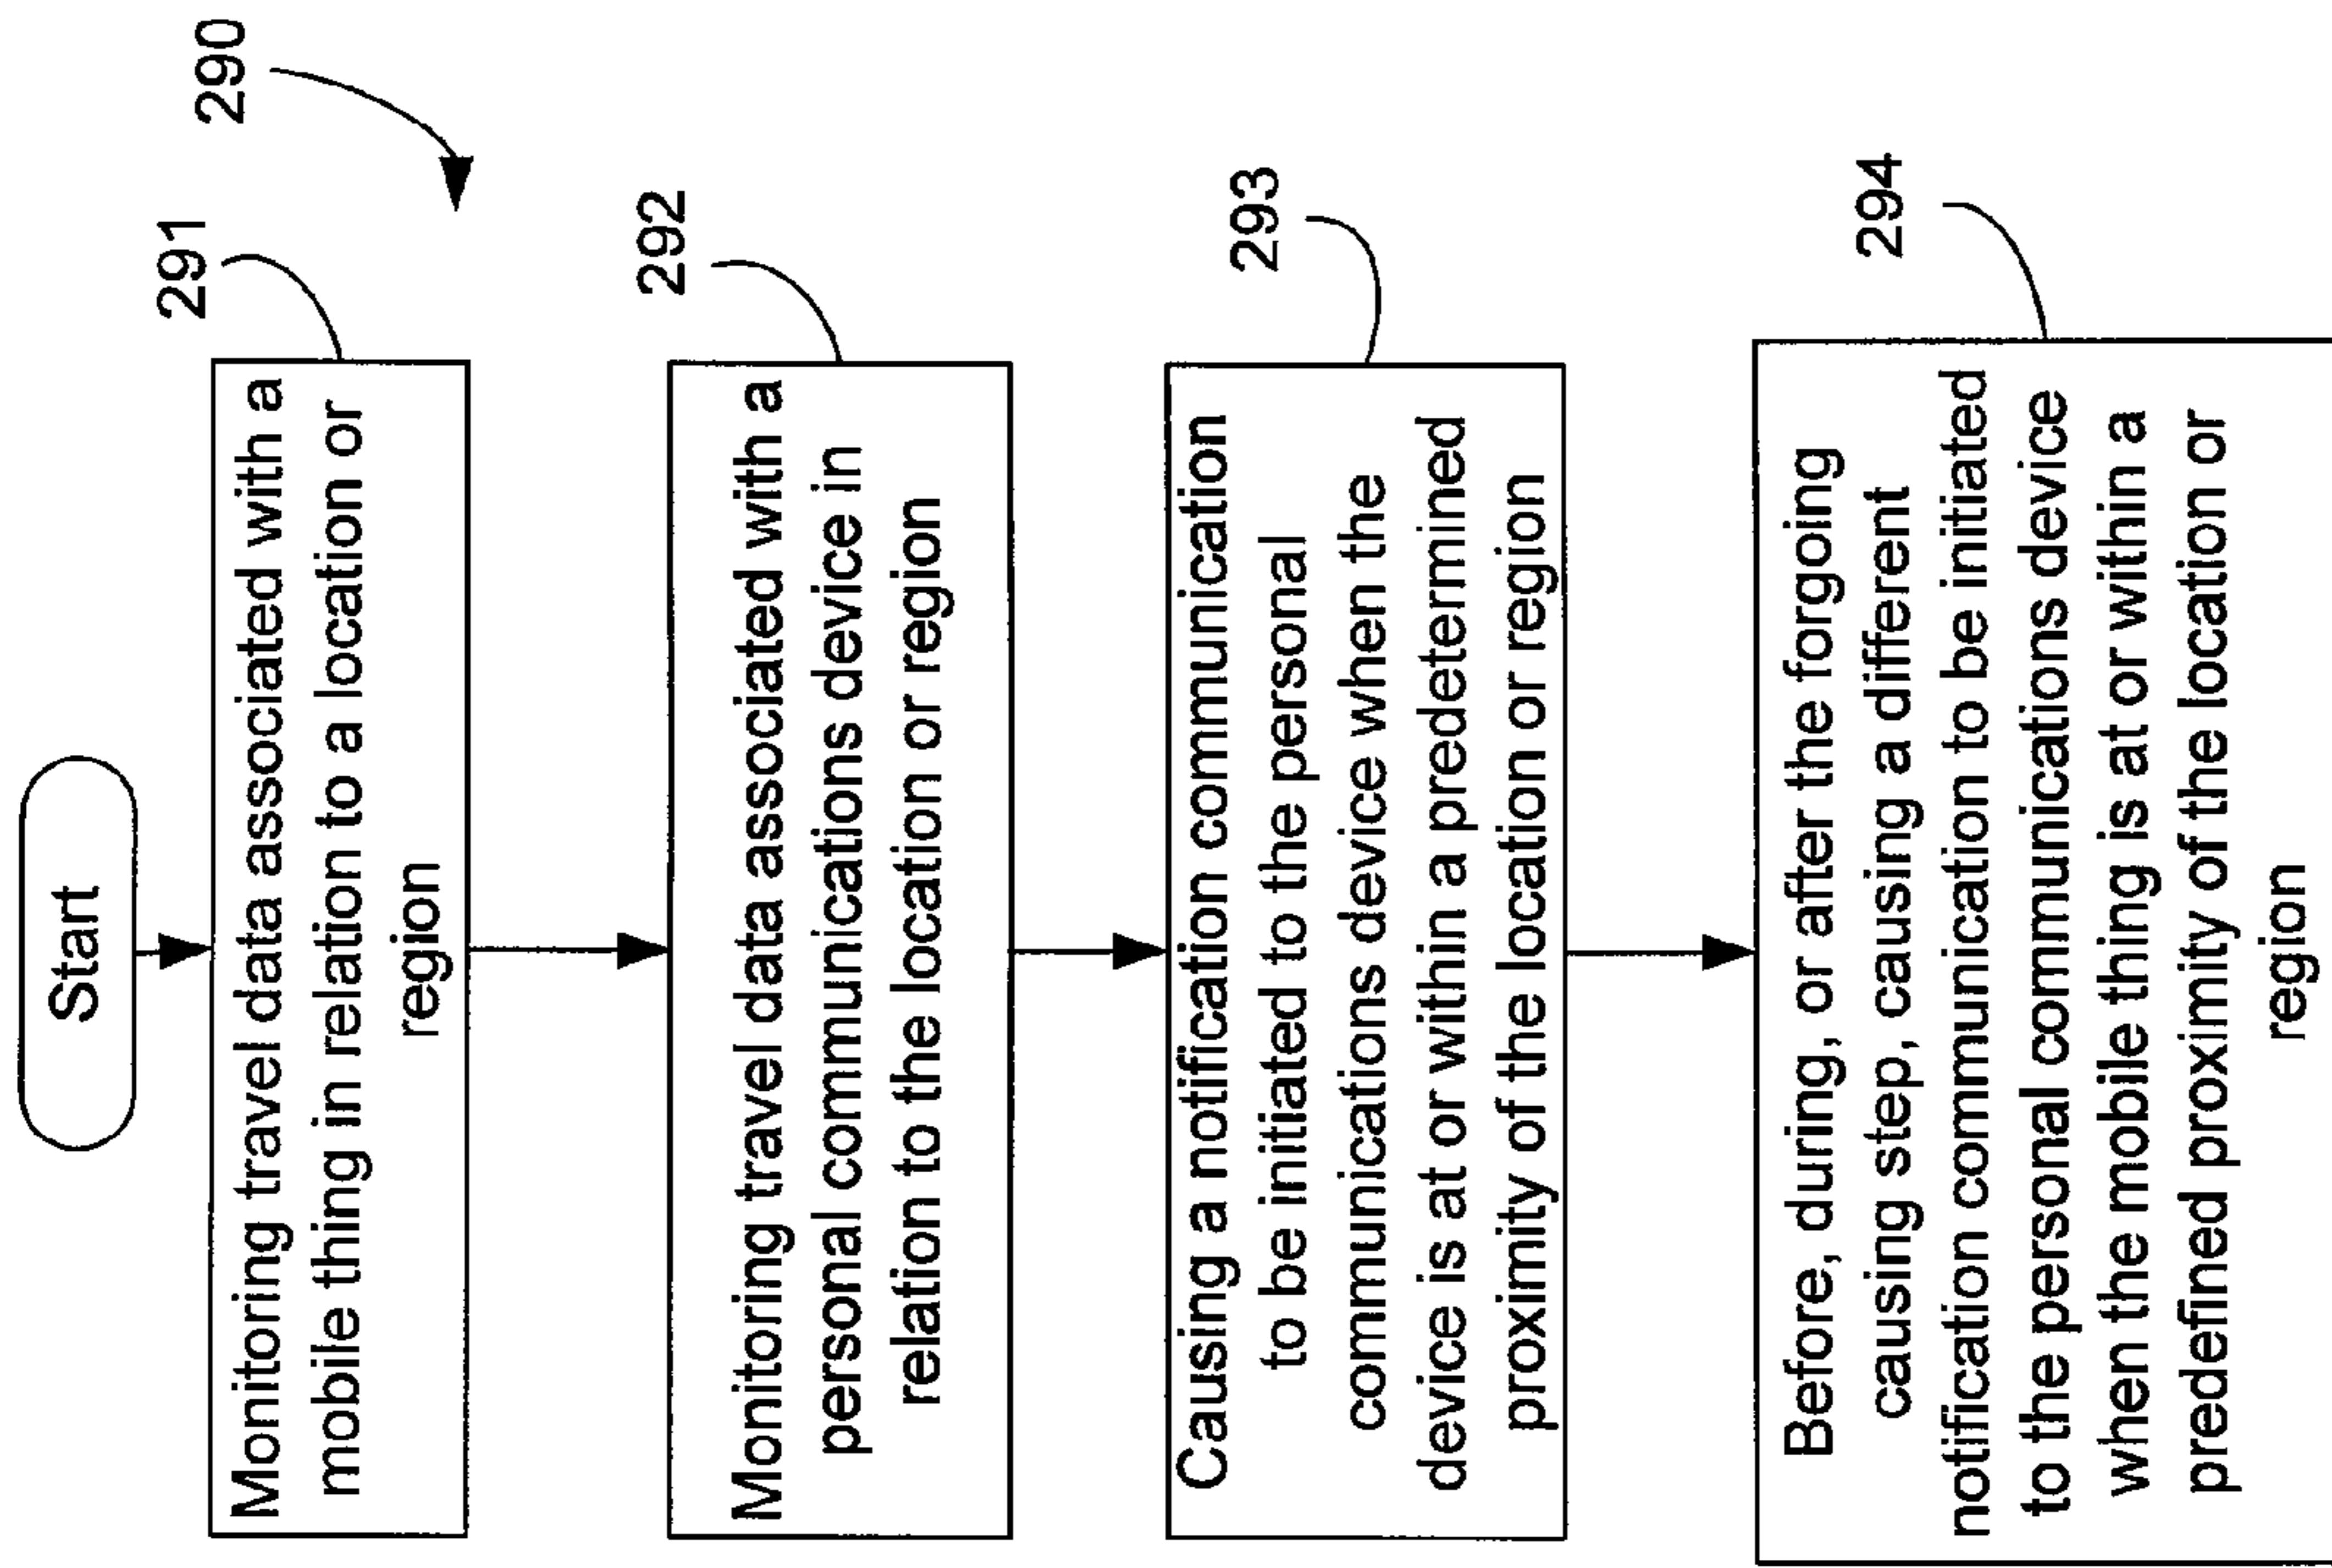 Start
290
291
Monitoring travel data associated with a
mobile thing in relation to a location or
region
292
Monitoring travel data associated with a
personal communications device in
relation to the location or region
293
Causing a notification communication
to be initiated to the personal
communications device when the
device is at or within a predetermined
proximity of the location or region
294
Before, during, or after the forgoing
causing step, causing a different
notification communication to be initiated
to the personal communications device
when the mobile thing is at or within a
predefined proximity of the location or
region